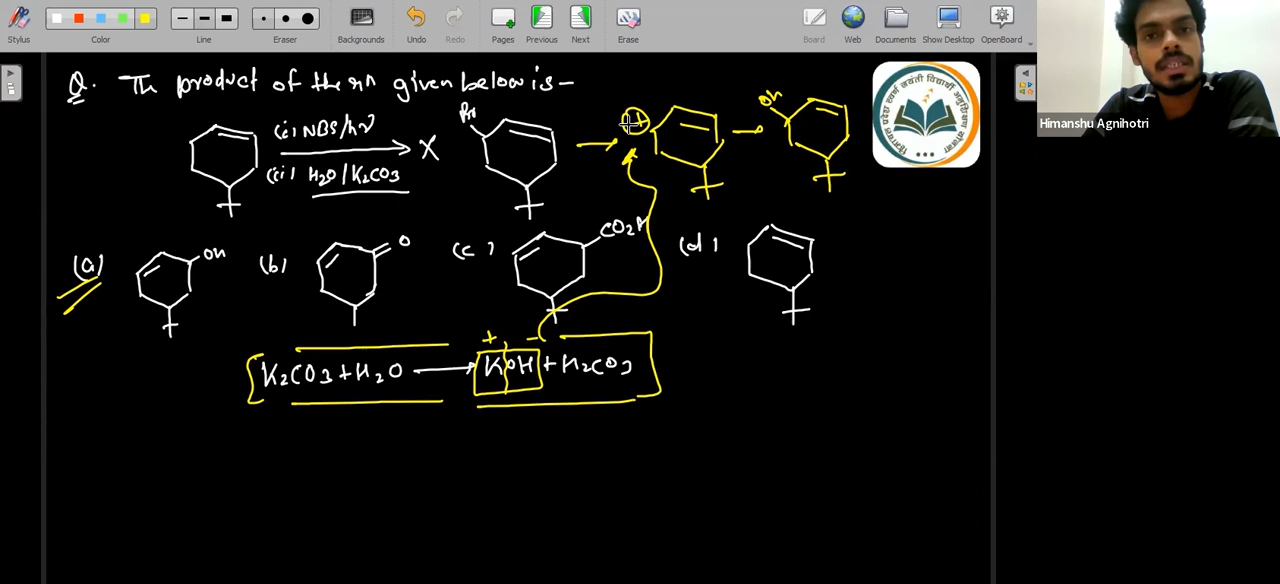 Stylus
Color
Line
Eraser
Backgrounds
Undo
Redo
Pages
Previous
Next
Erase
Board
Web
Documents
Show Desktop
OpenBoard
Himanshu Agnihotri
Q. The product of the rn given below is -
(i) NBS/hν
(ii) H2O/K2CO3
X
Br
+
OH
(a)
OH
(b)
O
(c)
CO2H
(d)
+ -
K2CO3 + H2O → KOH + H2CO3